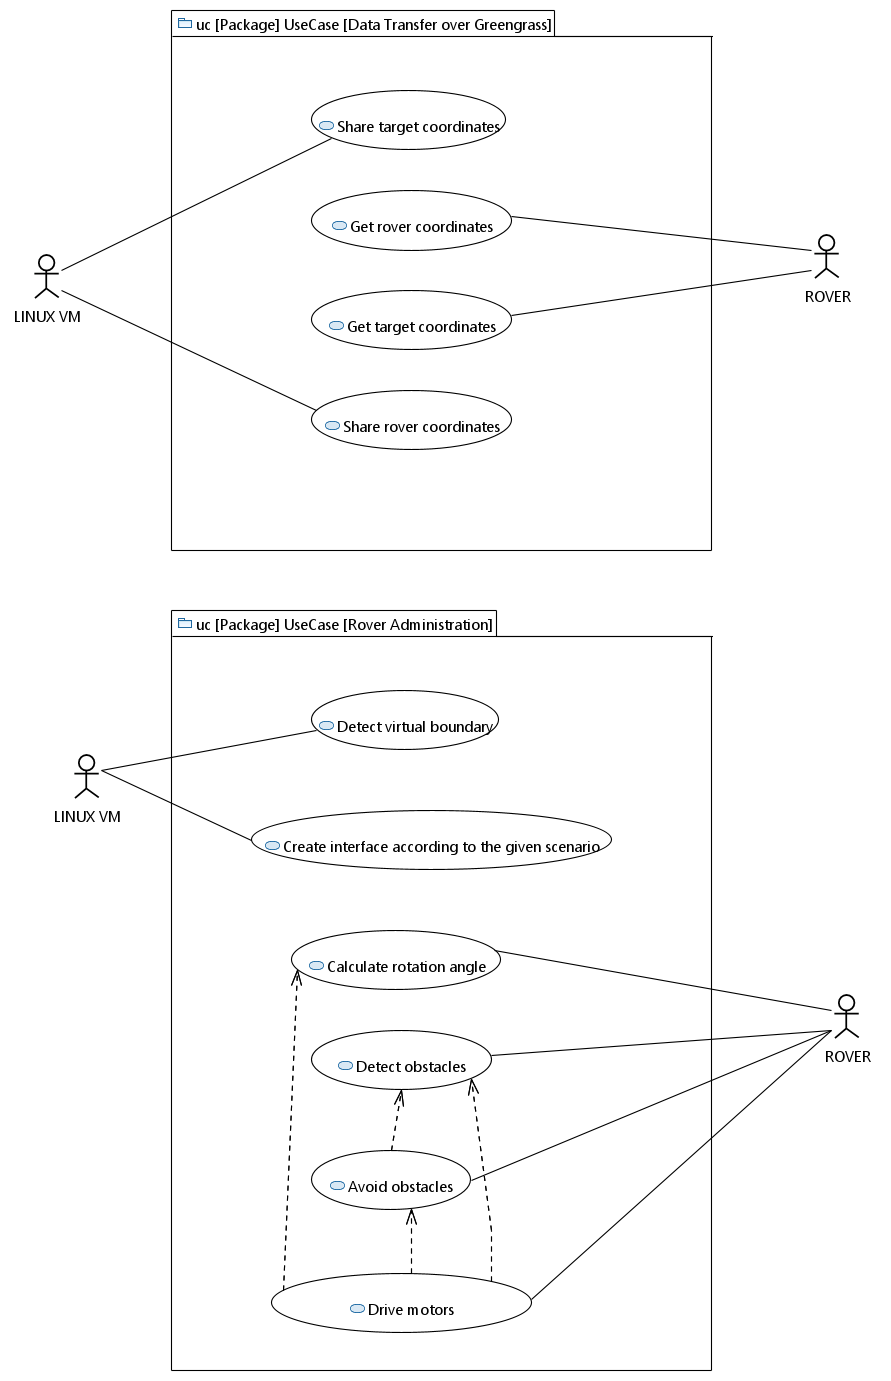 uc [Package] UseCase [Data Transfer over Greengrass]
Share target coordinates
Get rover coordinates
ROVER
LINUX VM
Get target coordinates
Share rover coordinates
uc [Package] UseCase [Rover Administration]
Detect virtual boundary
LINUX VM
Create interface according to the given scenario
Calculate rotation angle
ROVER
Detect obstacles
Avoid obstacles
Drive motors